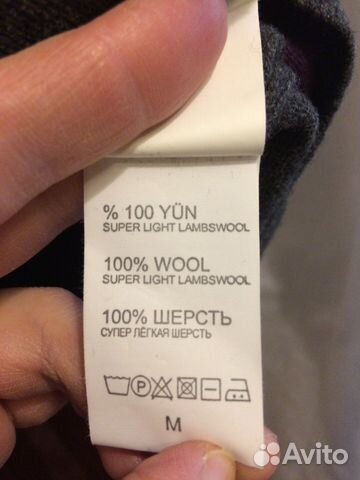 % 100 YÜN
SUPER LIGHT LAMBSWOOL
100% WOOL
SUPER LIGHT LAMBSWOOL
100% ШЕРСТЬ
СУПЕР ЛЁГКАЯ ШЕРСТЬ
P
M
Avito